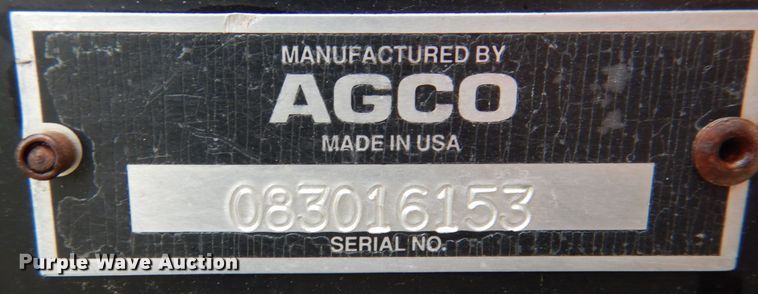 MANUFACTURED BY
AGCO
MADE IN USA
083016153
SERIAL NO.
Purple Wave Auction